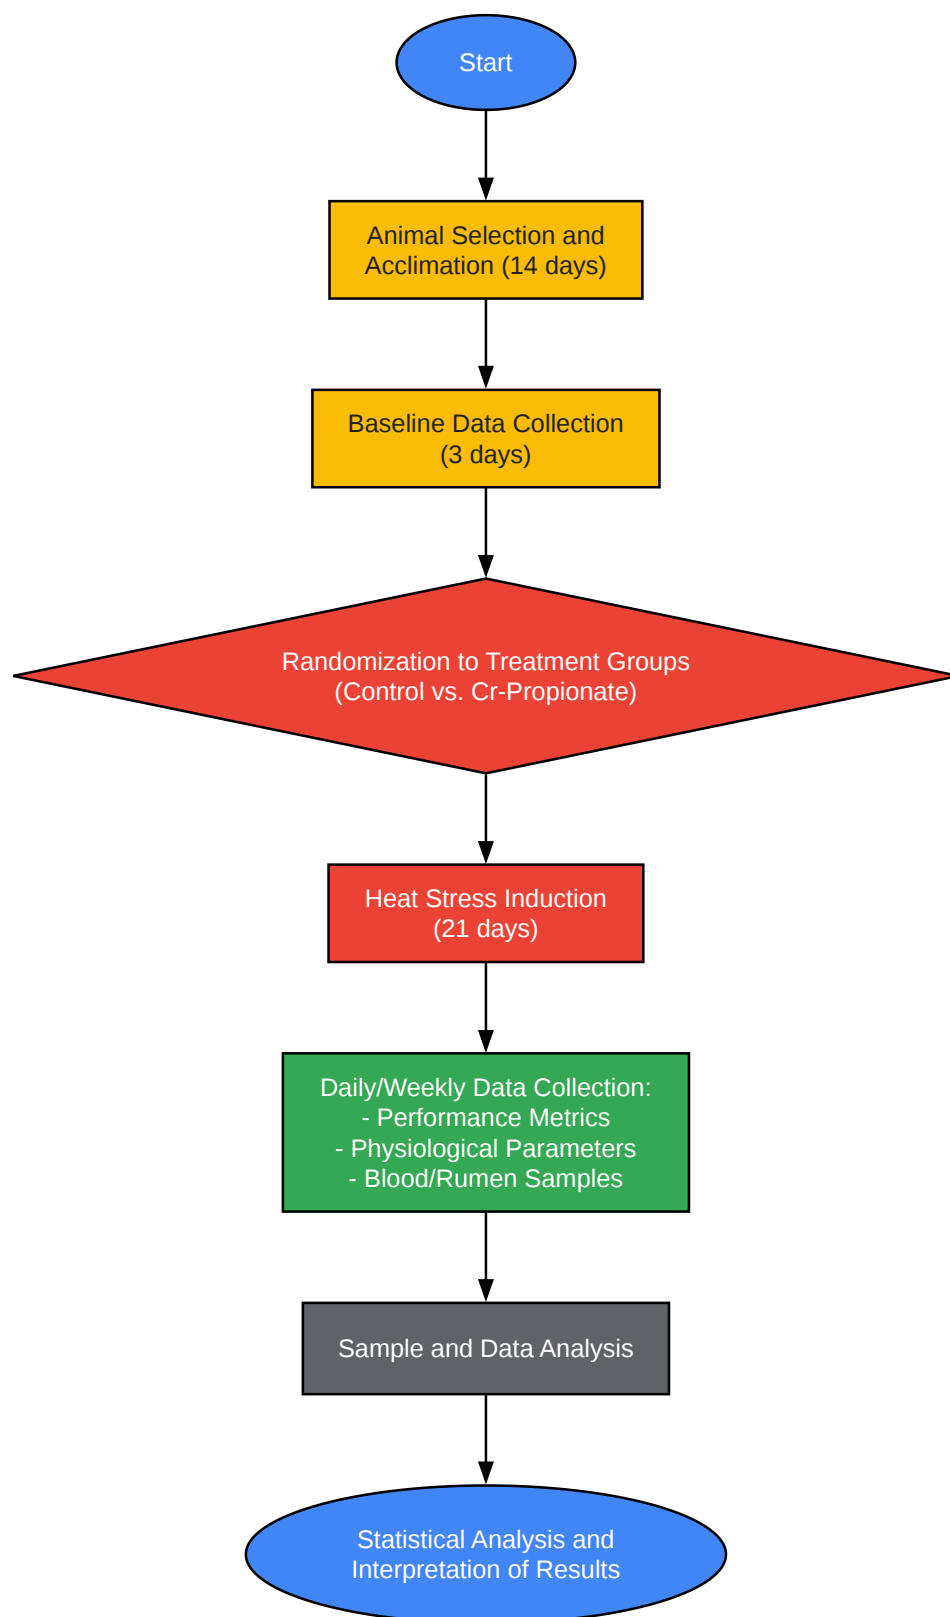 Start
Animal Selection and
Acclimation (14 days)
Baseline Data Collection
(3 days)
Randomization to Treatment Groups
(Control vs. Cr-Propionate)
Heat Stress Induction
(21 days)
Daily/Weekly Data Collection:
- Performance Metrics
- Physiological Parameters
- Blood/Rumen Samples
Sample and Data Analysis
Statistical Analysis and
Interpretation of Results